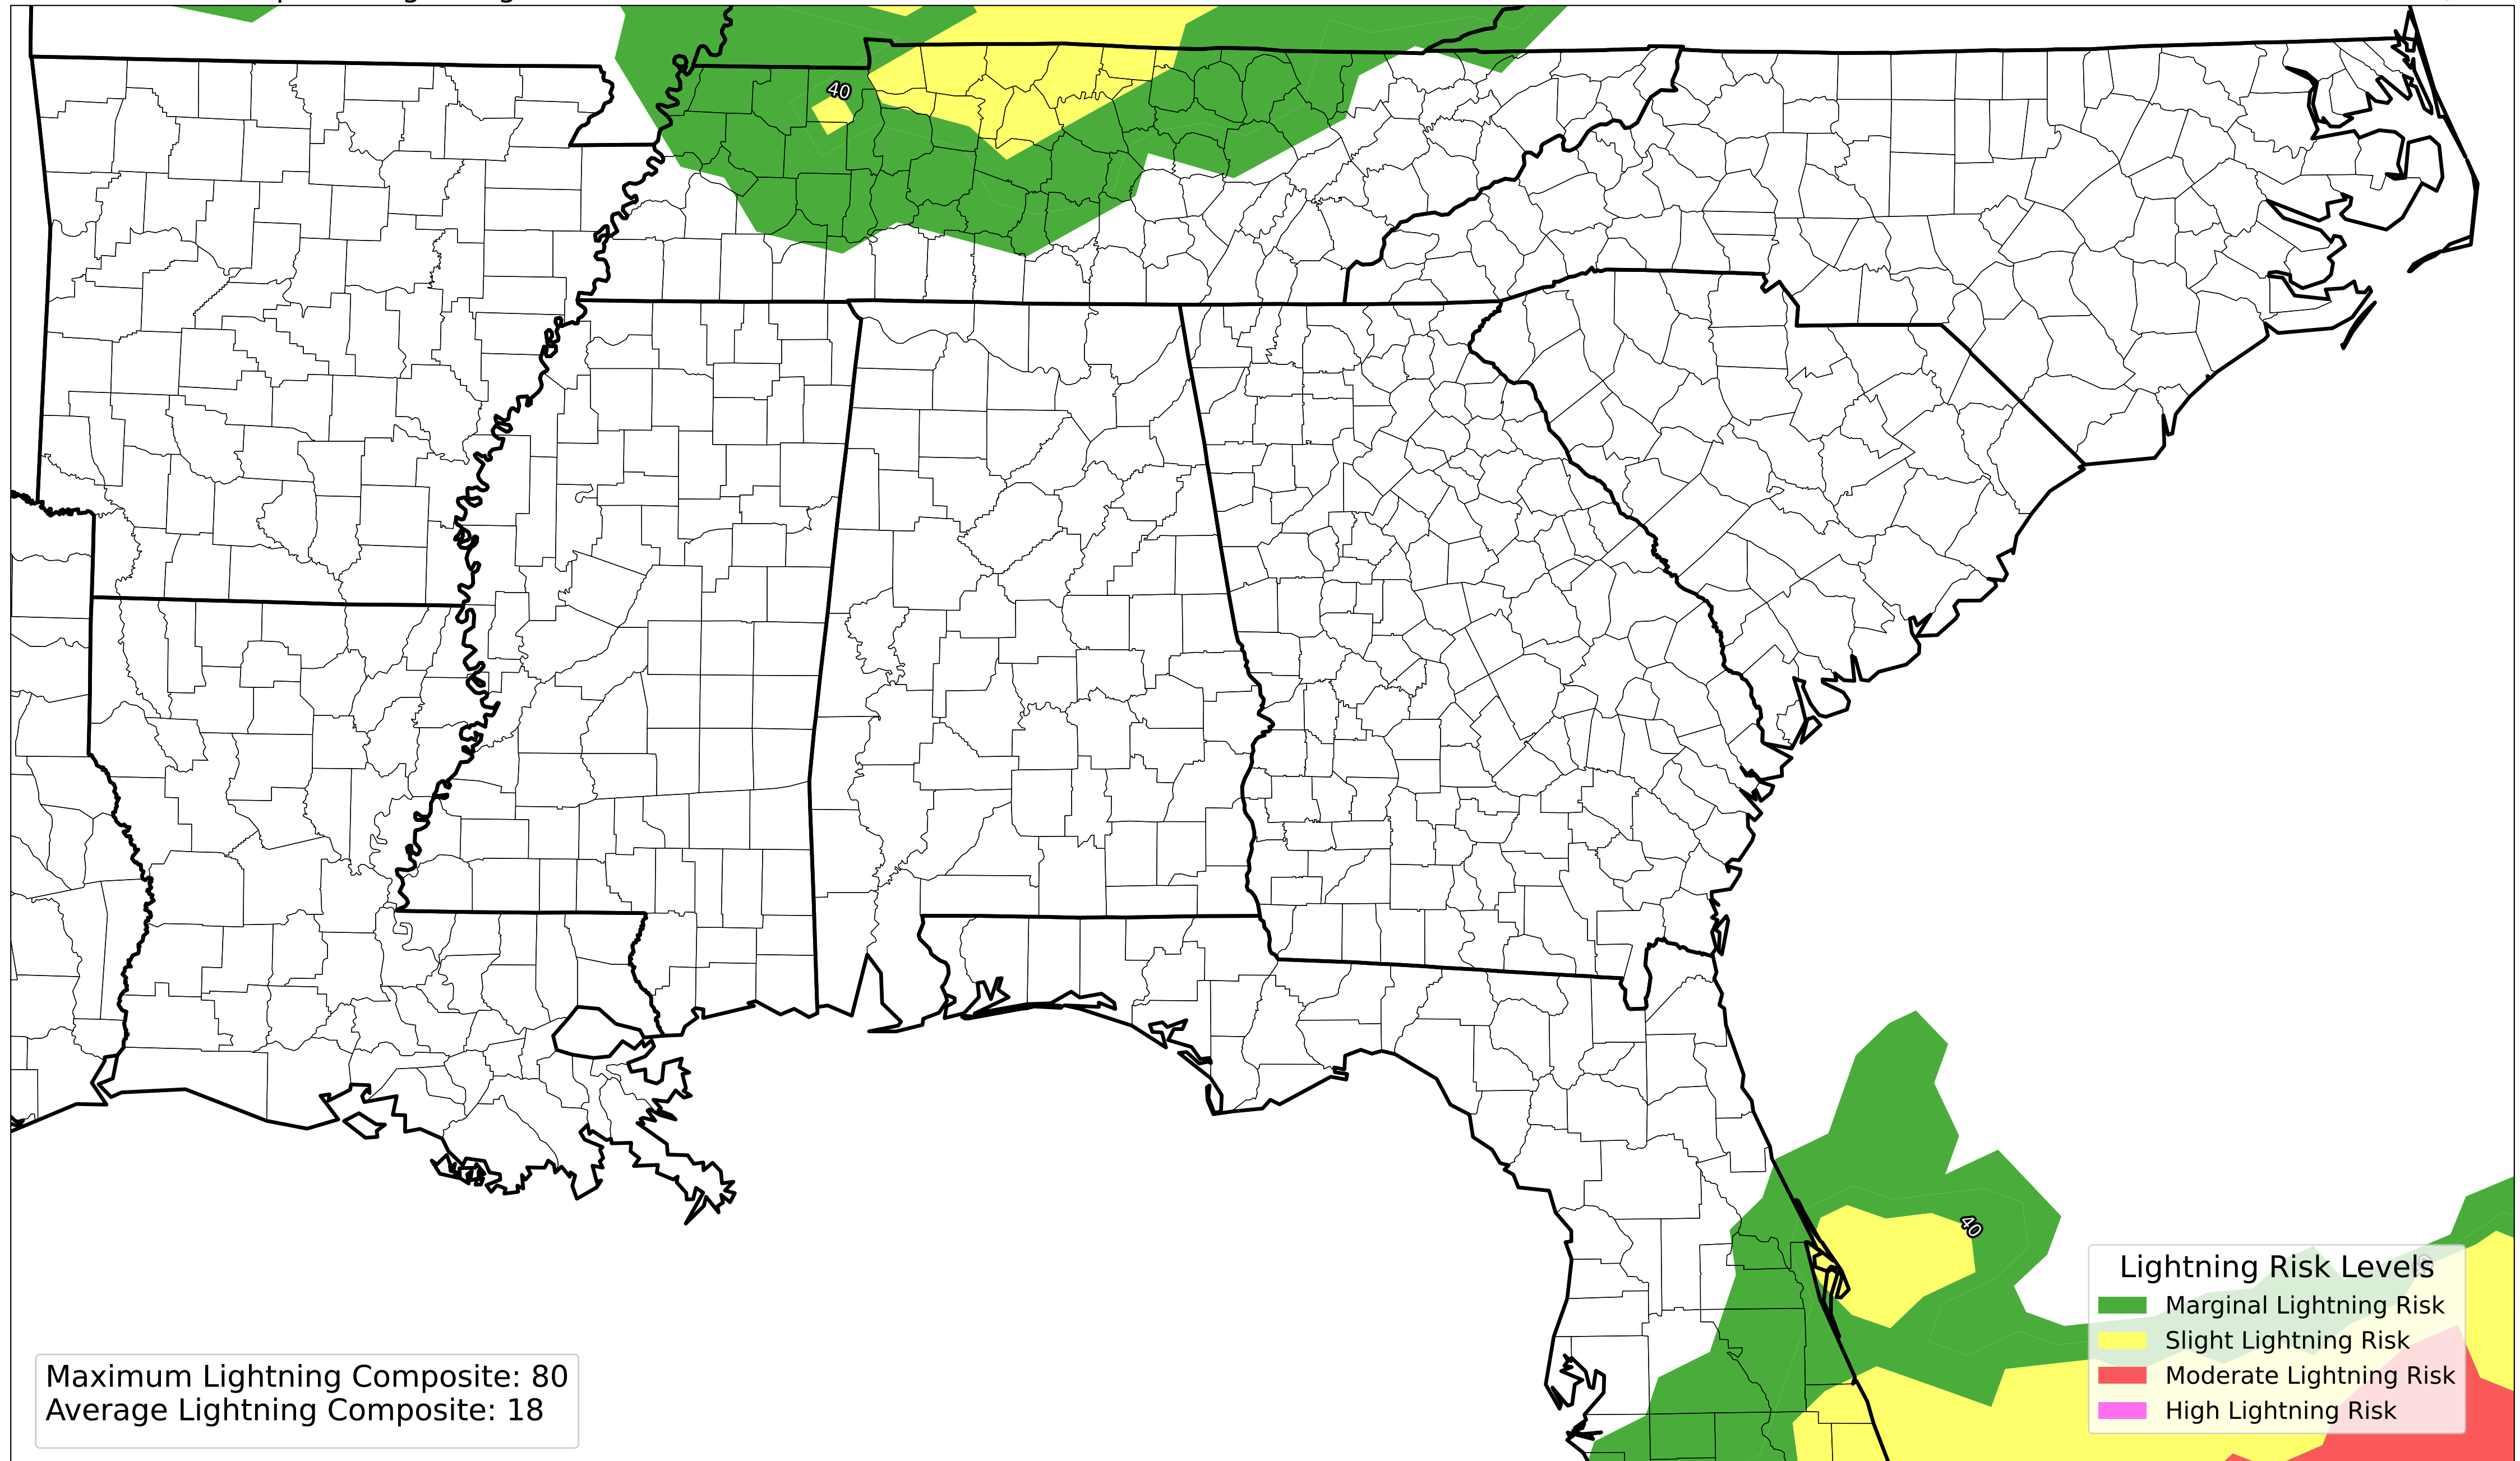 40
40
Lightning Risk Levels
Marginal Lightning Risk
Slight Lightning Risk
Moderate Lightning Risk
High Lightning Risk
Maximum Lightning Composite: 80
Average Lightning Composite: 18